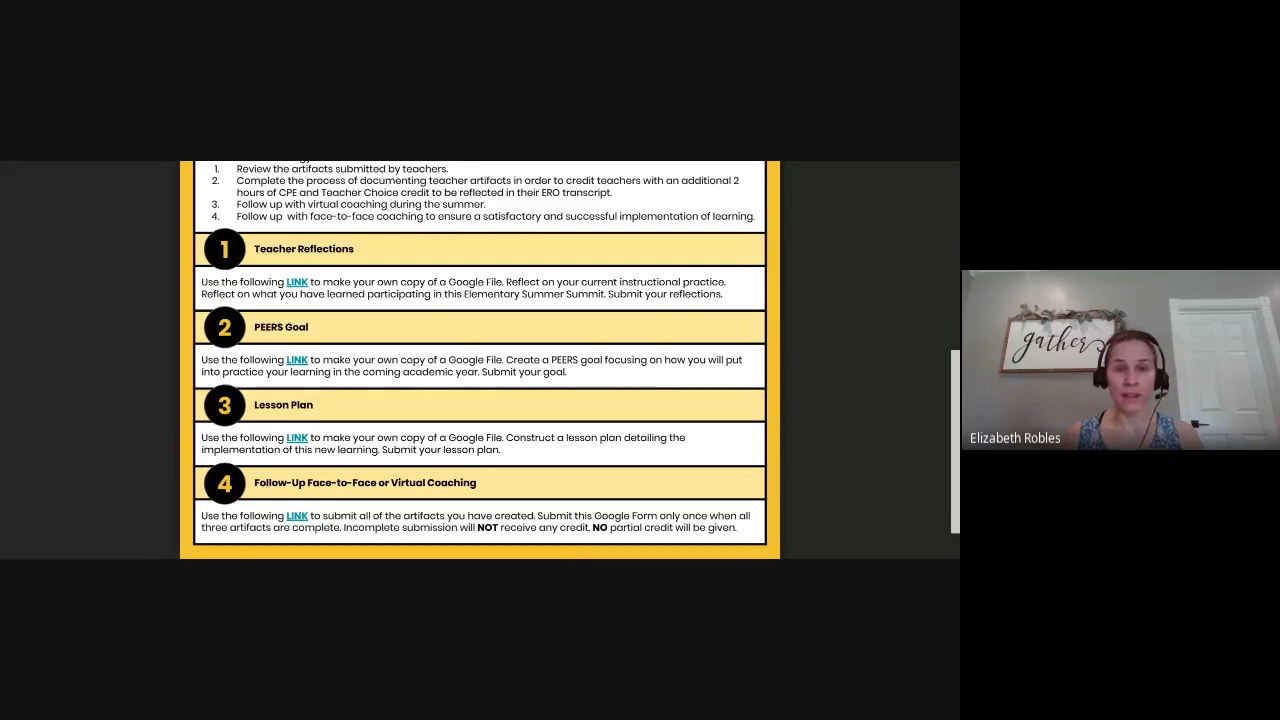 1. Review the artifacts submitted by teachers.
2. Complete the process of documenting teacher artifacts in order to credit teachers with an additional 2
hours of CPE and Teacher Choice credit to be reflected in their ERO transcript.
3. Follow up with virtual coaching during the summer.
4. Follow up with face-to-face coaching to ensure a satisfactory and successful implementation of learning.
1 Teacher Reflections
Use the following LINK to make your own copy of a Google File. Reflect on your current instructional practice.
Reflect on what you have learned participating in this Elementary Summer Summit. Submit your reflections.
2 PEERS Goal
Use the following LINK to make your own copy of a Google File. Create a PEERS goal focusing on how you will put
into practice your learning in the coming academic year. Submit your goal.
3 Lesson Plan
Use the following LINK to make your own copy of a Google File. Construct a lesson plan detailing the
implementation of this new learning. Submit your lesson plan.
4 Follow-Up Face-to-Face or Virtual Coaching
Use the following LINK to submit all of the artifacts you have created. Submit this Google Form only once when all
three artifacts are complete. Incomplete submission will NOT receive any credit. NO partial credit will be given.
gather
Elizabeth Robles